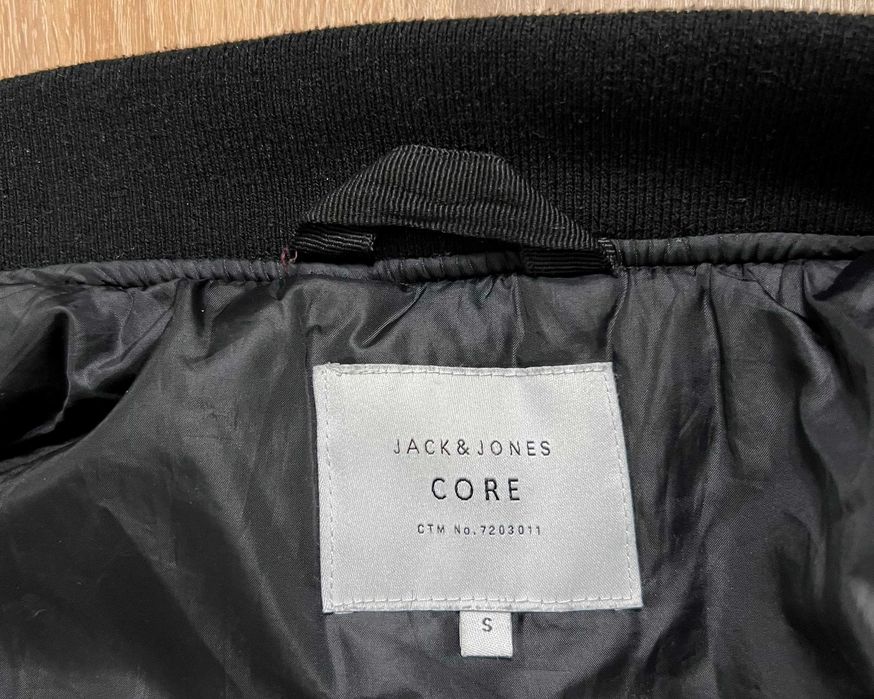 JACK&JONES
CORE
CTM No.7203011
S